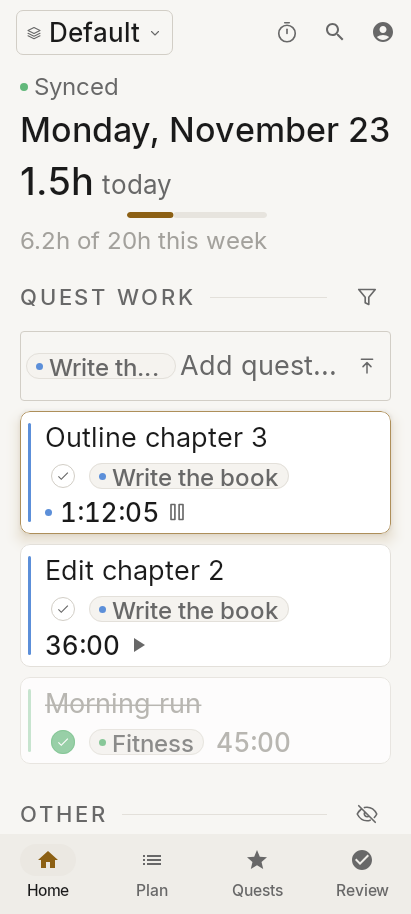 Default
Synced
Monday, November 23
1.5h today
6.2h of 20h this week
QUEST WORK
Write th... Add quest...
Outline chapter 3
Write the book
1:12:05
Edit chapter 2
Write the book
36:00
Morning run
Fitness 45:00
OTHER
Home Plan Quests Review